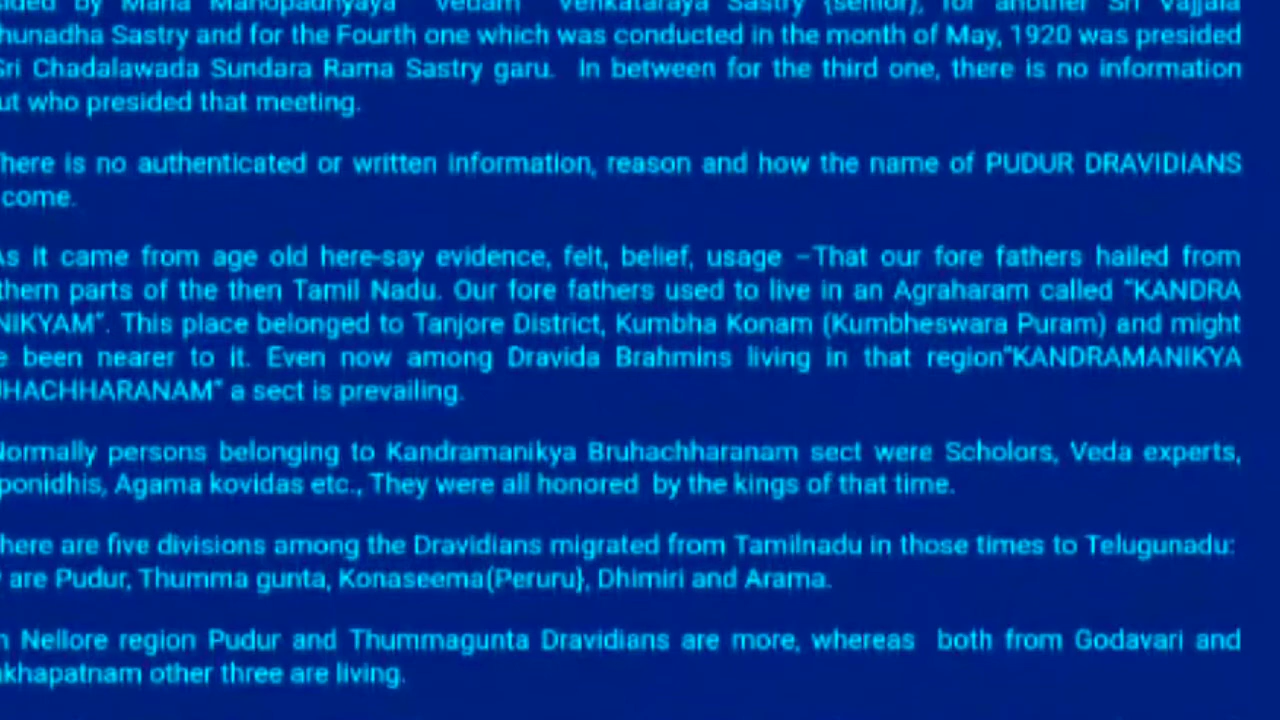 by Maha Mahopadhyaya "Vedam" Venkataraya Sastry {senior), for another Sri Vajjala
hunadha Sastry and for the Fourth one which was conducted in the month of May, 1920 was presided
Sri Chadalawada Sundara Rama Sastry garu. In between for the third one, there is no information
ut who presided that meeting.
here is no authenticated or written information, reason and how the name of PUDUR DRAVIDIANS
come.
As it came from age old here-say evidence, felt, belief, usage –That our fore fathers hailed from
thern parts of the then Tamil Nadu. Our fore fathers used to live in an Agraharam called "KANDRA
NIKYAM". This place belonged to Tanjore District, Kumbha Konam (Kumbheswara Puram) and might
e been nearer to it. Even now among Dravida Brahmins living in that region"KANDRAMANIKYA
HACHHARANAM" a sect is prevailing.
Normally persons belonging to Kandramanikya Bruhachharanam sect were Scholors, Veda experts,
ponidhis, Agama kovidas etc., They were all honored by the kings of that time.
here are five divisions among the Dravidians migrated from Tamilnadu in those times to Telugunadu:
are Pudur, Thumma gunta, Konaseema(Peruru}, Dhimiri and Arama.
n Nellore region Pudur and Thummagunta Dravidians are more, whereas both from Godavari and
akhapatnam other three are living.